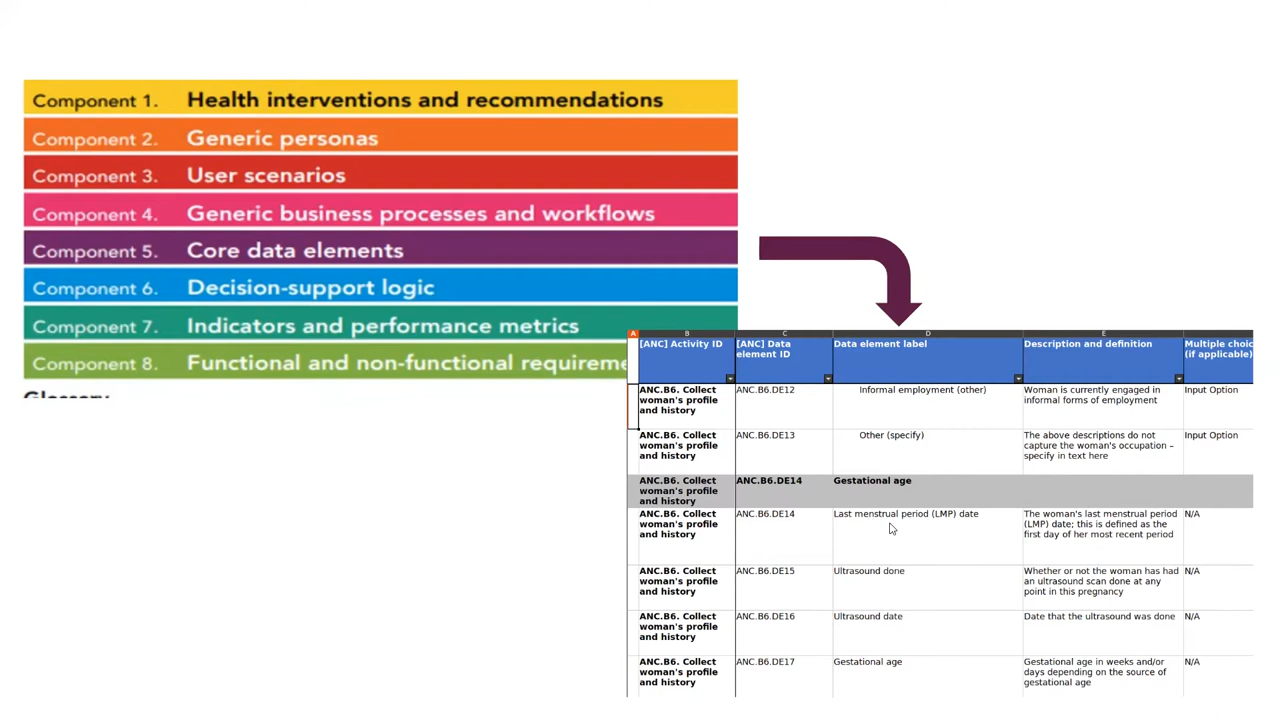 Component 1. Health interventions and recommendations
Component 2. Generic personas
Component 3. User scenarios
Component 4. Generic business processes and workflows
Component 5. Core data elements
Component 6. Decision-support logic
Component 7. Indicators and performance metrics
Component 8. Functional and non-functional requireme
Glossary
A B C D E
[ANC] Activity ID [ANC] Data Data element label Description and definition Multiple choic
element ID (if applicable)
ANC.B6. Collect ANC.B6.DE12 Informal employment (other) Woman is currently engaged in Input Option
woman's profile informal forms of employment
and history
ANC.B6. Collect ANC.B6.DE13 Other (specify) The above descriptions do not Input Option
woman's profile capture the woman's occupation –
and history specify in text here
ANC.B6. Collect ANC.B6.DE14 Gestational age
woman's profile
and history
ANC.B6. Collect ANC.B6.DE14 Last menstrual period (LMP) date The woman's last menstrual period N/A
woman's profile (LMP) date; this is defined as the
and history first day of her most recent period
ANC.B6. Collect ANC.B6.DE15 Ultrasound done Whether or not the woman has had N/A
woman's profile an ultrasound scan done at any
and history point in this pregnancy
ANC.B6. Collect ANC.B6.DE16 Ultrasound date Date that the ultrasound was done N/A
woman's profile
and history
ANC.B6. Collect ANC.B6.DE17 Gestational age Gestational age in weeks and/or N/A
woman's profile days depending on the source of
and history gestational age